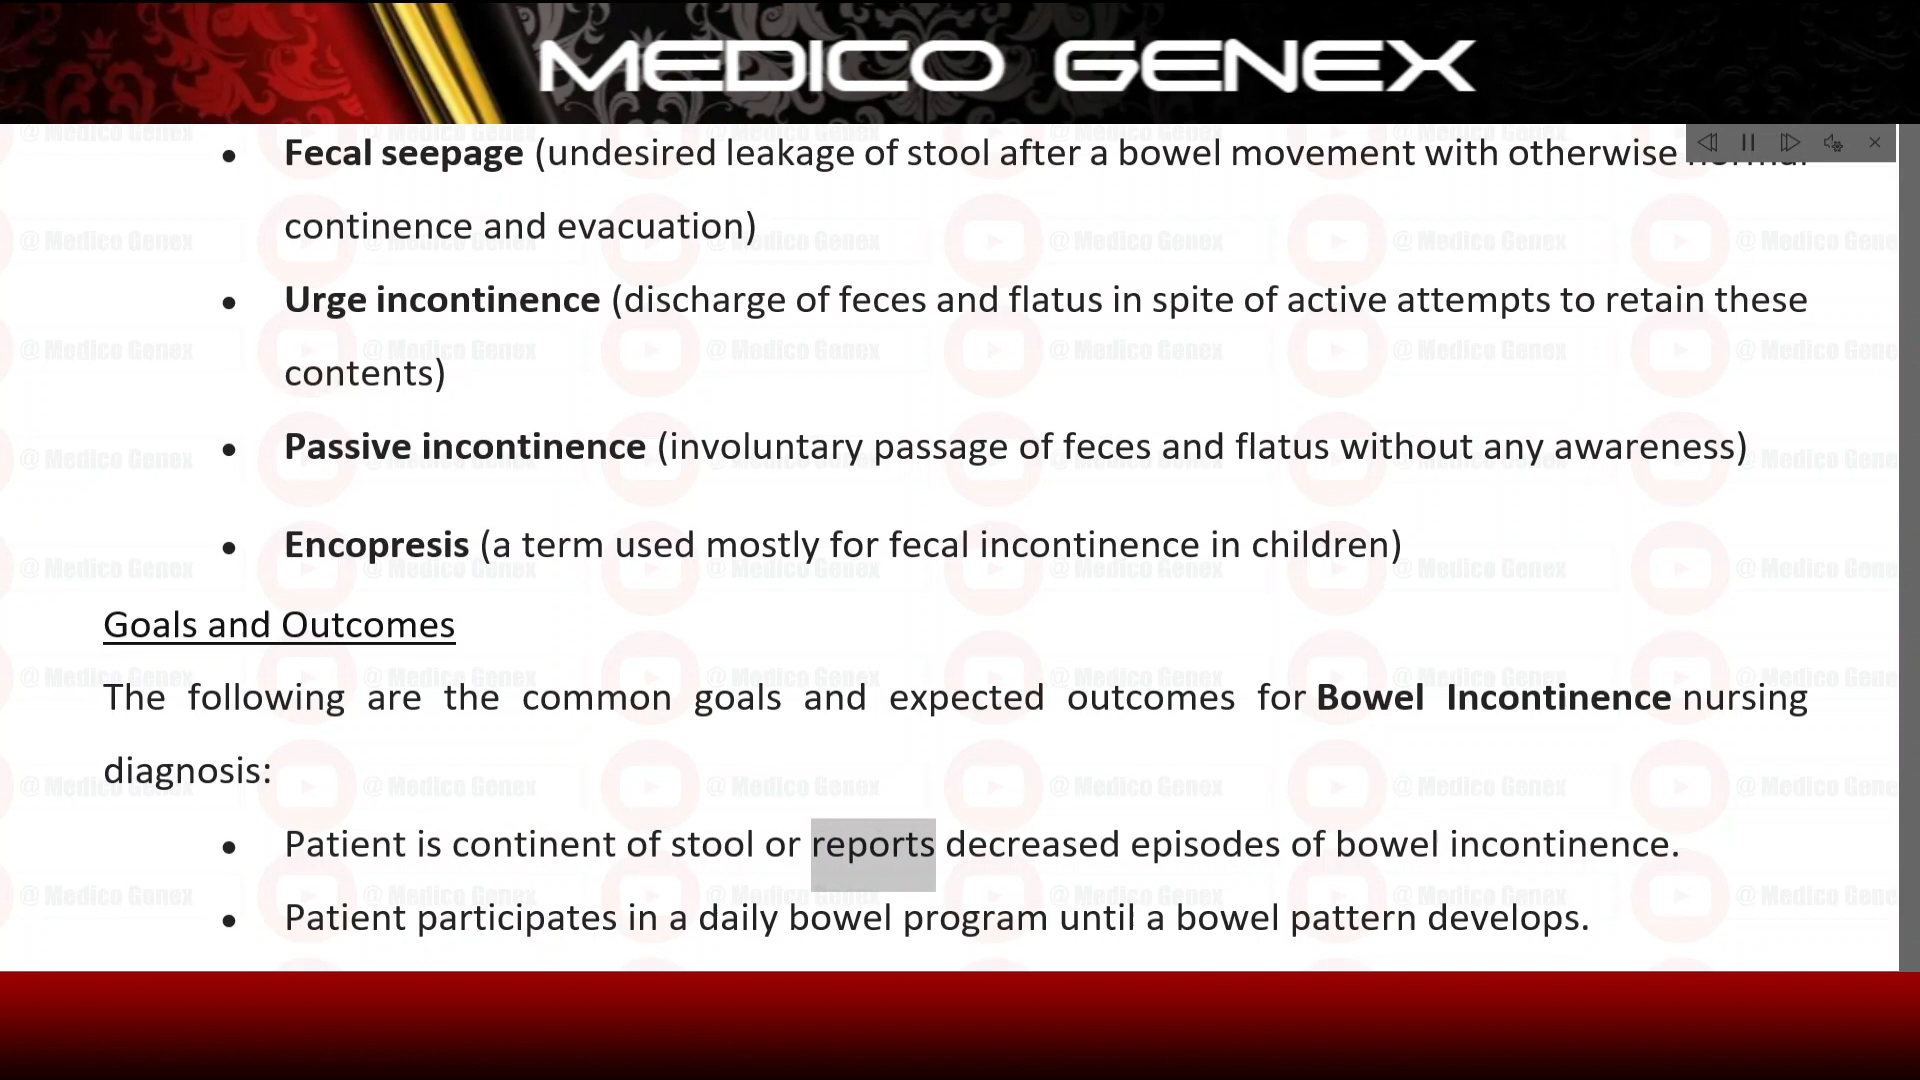 MEDICO GENEX
• Fecal seepage (undesired leakage of stool after a bowel movement with otherwise normal
continence and evacuation)
• Urge incontinence (discharge of feces and flatus in spite of active attempts to retain these
contents)
• Passive incontinence (involuntary passage of feces and flatus without any awareness)
• Encopresis (a term used mostly for fecal incontinence in children)
Goals and Outcomes
The following are the common goals and expected outcomes for Bowel Incontinence nursing
diagnosis:
• Patient is continent of stool or reports decreased episodes of bowel incontinence.
• Patient participates in a daily bowel program until a bowel pattern develops.
@ Medico Genex